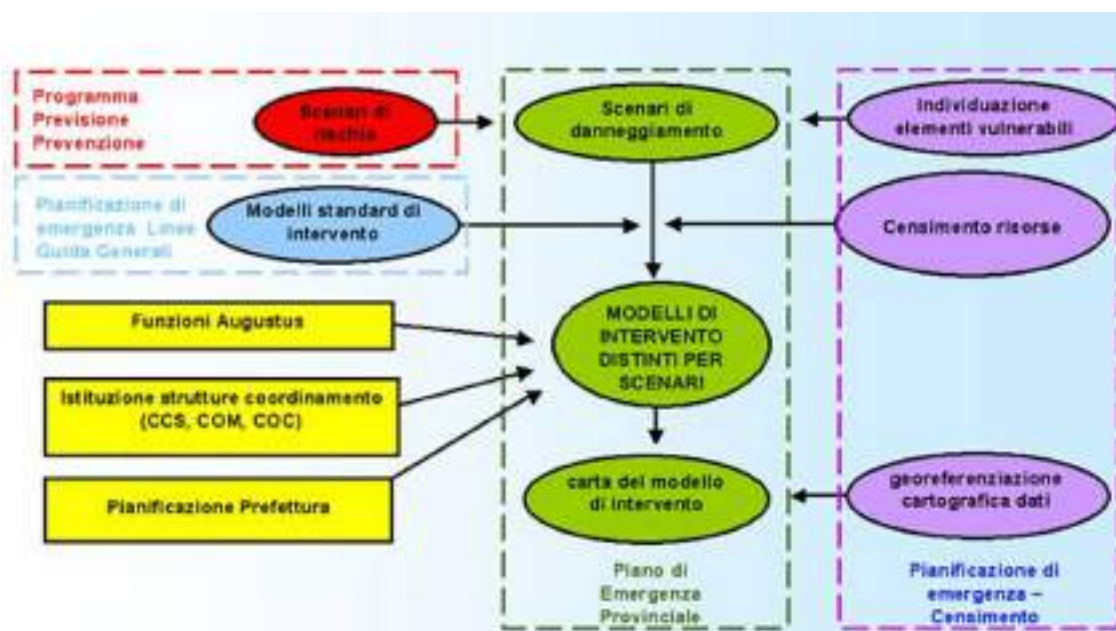 Programma
Previsione
Prevenzione
Scenari di
rischio
Scenari di
danneggiamento
Individuazione
elementi vulnerabili
Pianificazione di
emergenza Linee
Guida Generali
Modelli standard di
intervento
Censimento risorse
Funzioni Augustus
MODELLI DI
INTERVENTO
DISTINTI PER
SCENARI
Istituzione strutture coordinamento
(CCS, COM, COC)
Pianificazione Prefettura
carta del modello
di intervento
georeferenziazione
cartografica dati
Piano di
Emergenza
Provinciale
Pianificazione di
emergenza –
Censimento